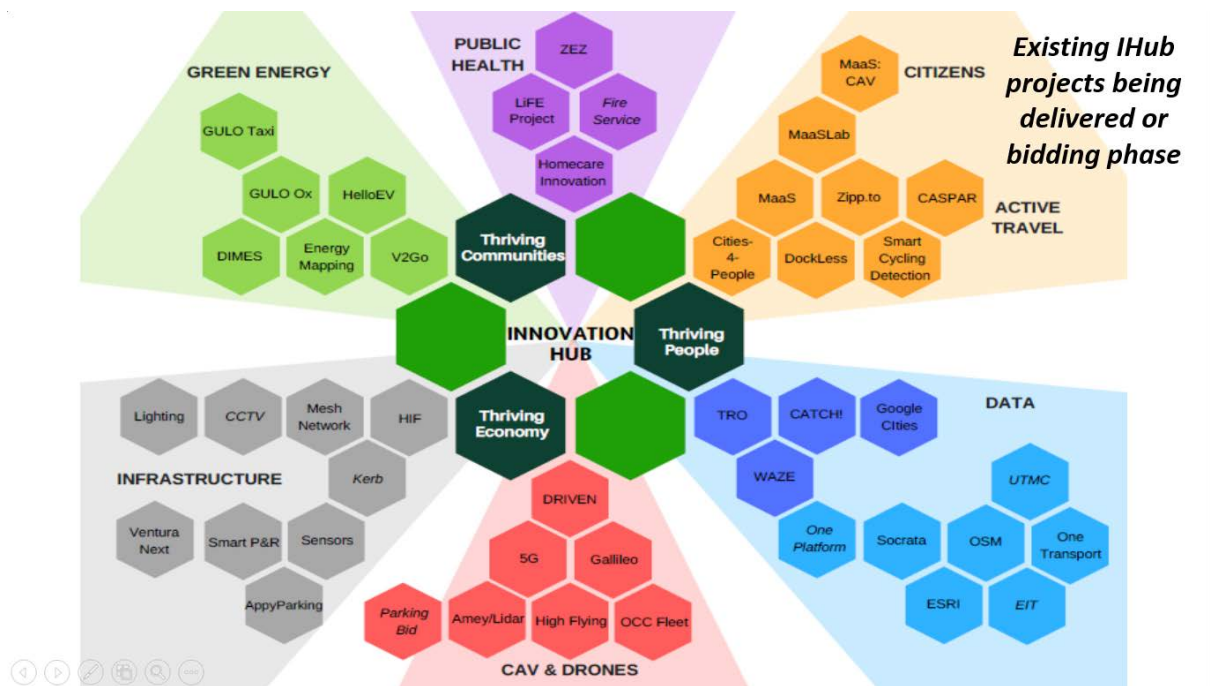 Existing IHub
projects being
delivered or
bidding phase
GREEN ENERGY
GULO Taxi
GULO Ox
HelloEV
DIMES
Energy
Mapping
V2Go
PUBLIC
HEALTH
ZEZ
LiFE
Project
Fire
Service
Homecare
Innovation
CITIZENS
MaaS:
CAV
MaaSLab
MaaS
Zipp.to
CASPAR
ACTIVE
TRAVEL
Cities-
4-
People
DockLess
Smart
Cycling
Detection
Thriving
Communities
INNOVATION
HUB
Thriving
People
Thriving
Economy
Lighting
CCTV
Mesh
Network
HIF
Kerb
INFRASTRUCTURE
Ventura
Next
Smart P&R
Sensors
AppyParking
DRIVEN
5G
Gallileo
Parking
Bid
Amey/Lidar
High Flying
OCC Fleet
CAV & DRONES
DATA
TRO
CATCH!
Google
CIties
WAZE
UTMC
One
Platform
Socrata
OSM
One
Transport
ESRI
EIT